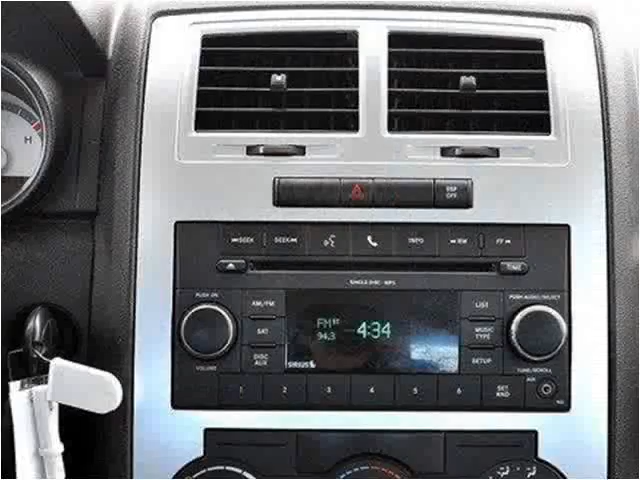 H
ESP OFF
SEEK SEEK INFO RW FF
TIME
SINGLE DISC - MP3
PUSH ON
PUSH AUDIO/SELECT
AM/FM
LIST
FM ST
94.3
4:34
SAT
MUSIC TYPE
DISC AUX
SETUP
SIRIUS
VOLUME
TUNE/SCROLL
1 2 3 4 5 6 SET RND
AUX